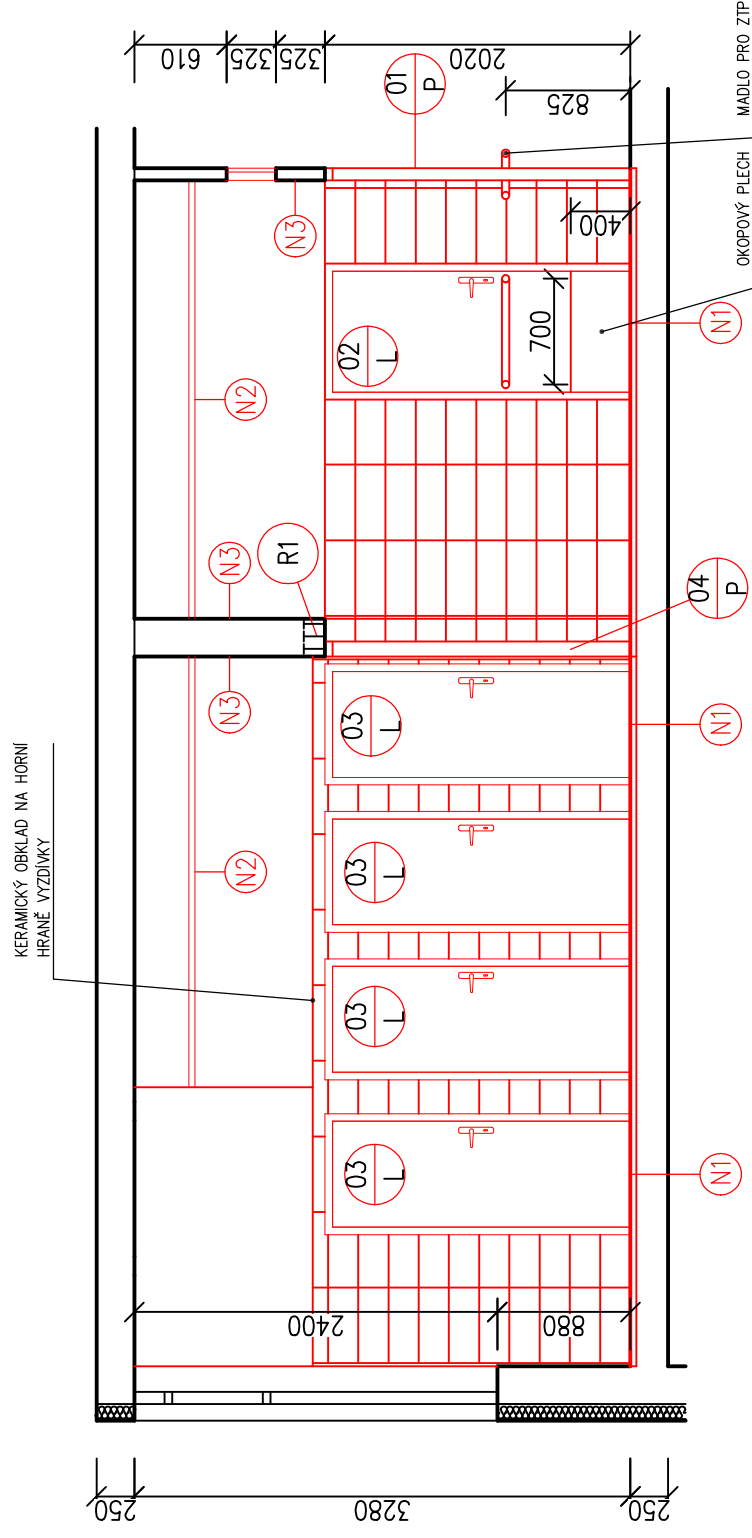 KERAMICKÝ OBKLAD NA HORNÍ
HRANĚ VYZDÍVKY
MADLO PRO ZTP
OKOPOVÝ PLECH
610
325
325
2020
825
400
700
2400
880
250
3280
250
01
P
02
L
03
L
03
L
03
L
03
L
04
P
R1
N3
N3
N3
N2
N2
N1
N1
N1